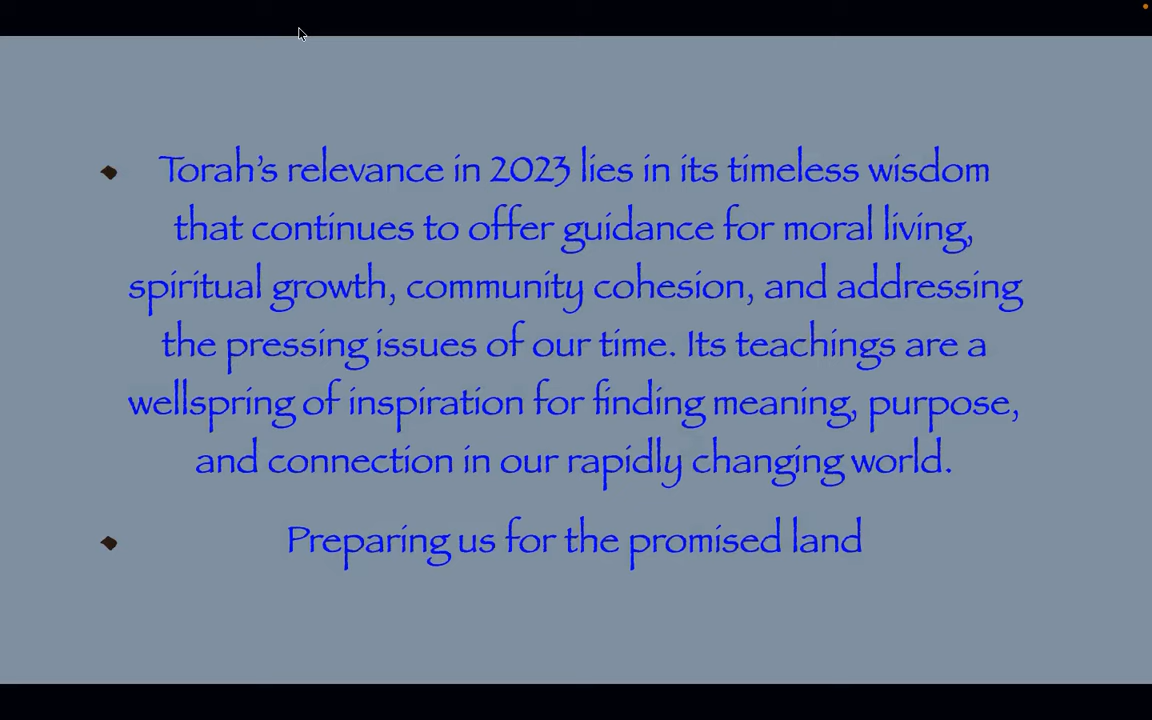 Torah's relevance in 2023 lies in its timeless wisdom
that continues to offer guidance for moral living,
spiritual growth, community cohesion, and addressing
the pressing issues of our time. Its teachings are a
wellspring of inspiration for finding meaning, purpose,
and connection in our rapidly changing world.
Preparing us for the promised land